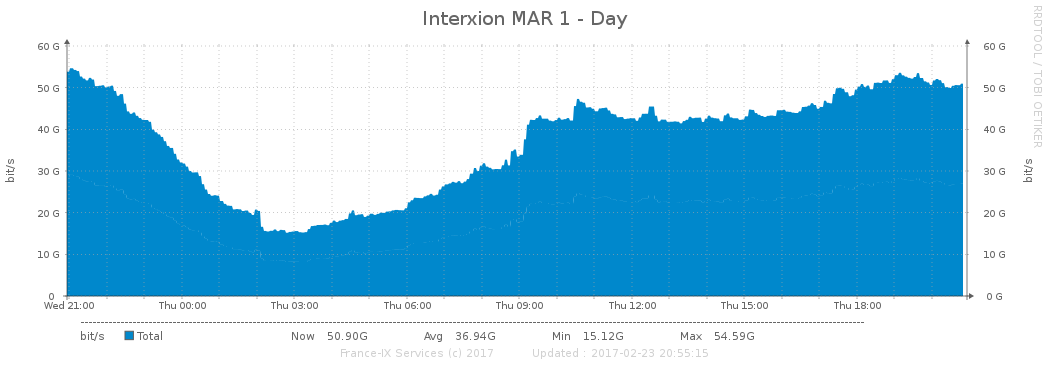 Interxion MAR 1 - Day
RRDTOOL / TOBI OETIKER
60 G 60 G
50 G 50 G
40 G 40 G
30 G 30 G
20 G 20 G
10 G 10 G
0 0 G
bit/s
bit/s
Wed 21:00 Thu 00:00 Thu 03:00 Thu 06:00 Thu 09:00 Thu 12:00 Thu 15:00 Thu 18:00
bit/s Total Now 50.90G Avg 36.94G Min 15.12G Max 54.59G
France-IX Services (c) 2017 Updated : 2017-02-23 20:55:15